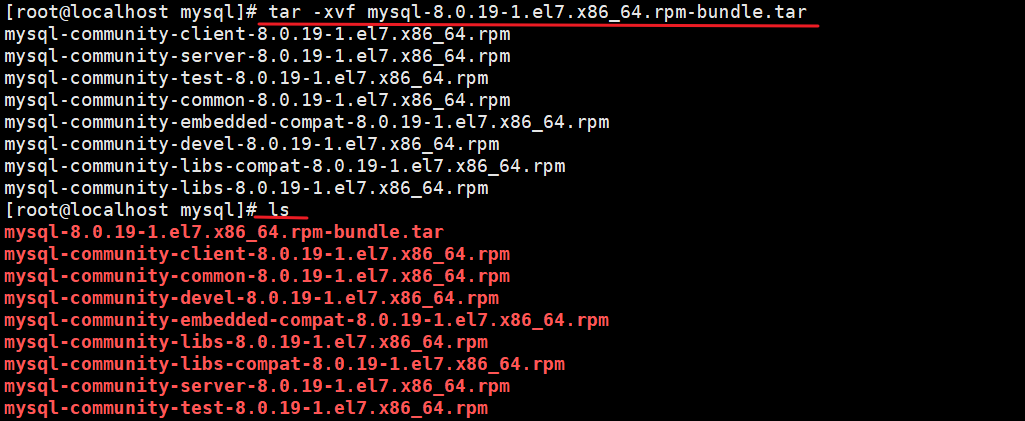 [root@localhost mysql]# tar -xvf mysql-8.0.19-1.el7.x86_64.rpm-bundle.tar
mysql-community-client-8.0.19-1.el7.x86_64.rpm
mysql-community-server-8.0.19-1.el7.x86_64.rpm
mysql-community-test-8.0.19-1.el7.x86_64.rpm
mysql-community-common-8.0.19-1.el7.x86_64.rpm
mysql-community-embedded-compat-8.0.19-1.el7.x86_64.rpm
mysql-community-devel-8.0.19-1.el7.x86_64.rpm
mysql-community-libs-compat-8.0.19-1.el7.x86_64.rpm
mysql-community-libs-8.0.19-1.el7.x86_64.rpm
[root@localhost mysql]# ls
mysql-8.0.19-1.el7.x86_64.rpm-bundle.tar
mysql-community-client-8.0.19-1.el7.x86_64.rpm
mysql-community-common-8.0.19-1.el7.x86_64.rpm
mysql-community-devel-8.0.19-1.el7.x86_64.rpm
mysql-community-embedded-compat-8.0.19-1.el7.x86_64.rpm
mysql-community-libs-8.0.19-1.el7.x86_64.rpm
mysql-community-libs-compat-8.0.19-1.el7.x86_64.rpm
mysql-community-server-8.0.19-1.el7.x86_64.rpm
mysql-community-test-8.0.19-1.el7.x86_64.rpm